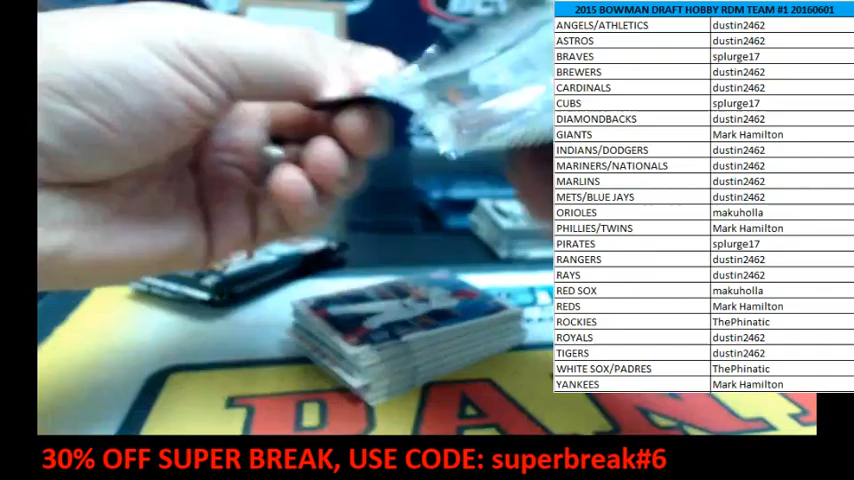 2015 BOWMAN DRAFT HOBBY RDM TEAM #1 20160601
ANGELS/ATHLETICS dustin2462
ASTROS dustin2462
BRAVES splurge17
BREWERS dustin2462
CARDINALS dustin2462
CUBS splurge17
DIAMONDBACKS dustin2462
GIANTS Mark Hamilton
INDIANS/DODGERS dustin2462
MARINERS/NATIONALS dustin2462
MARLINS dustin2462
METS/BLUE JAYS dustin2462
ORIOLES makuholla
PHILLIES/TWINS Mark Hamilton
PIRATES splurge17
RANGERS dustin2462
RAYS dustin2462
RED SOX makuholla
REDS Mark Hamilton
ROCKIES ThePhinatic
ROYALS dustin2462
TIGERS dustin2462
WHITE SOX/PADRES ThePhinatic
YANKEES Mark Hamilton
PANI
30% OFF SUPER BREAK, USE CODE: superbreak#6